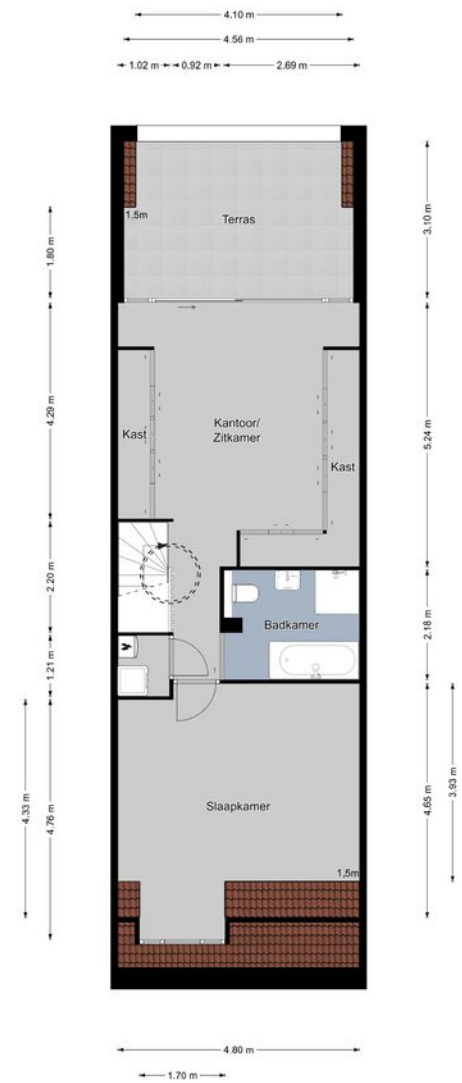 4.10 m
4.56 m
1.02 m 0.92 m 2.69 m
1.5m
Terras
1.80 m
3.10 m
4.29 m
5.24 m
Kantoor/
Zitkamer
Kast
Kast
2.20 m
2.18 m
Badkamer
1.21 m
4.33 m
4.76 m
4.65 m
3.93 m
Slaapkamer
1,5m
4.80 m
1.70 m